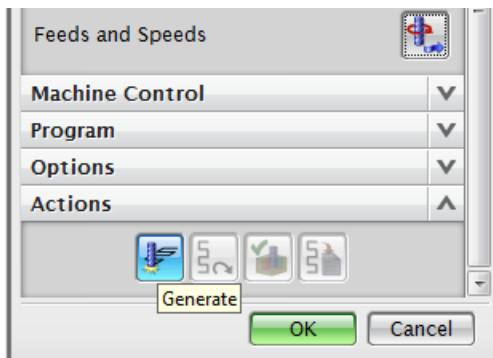 Feeds and Speeds
Machine Control
Program
Options
Actions
Generate
OK Cancel